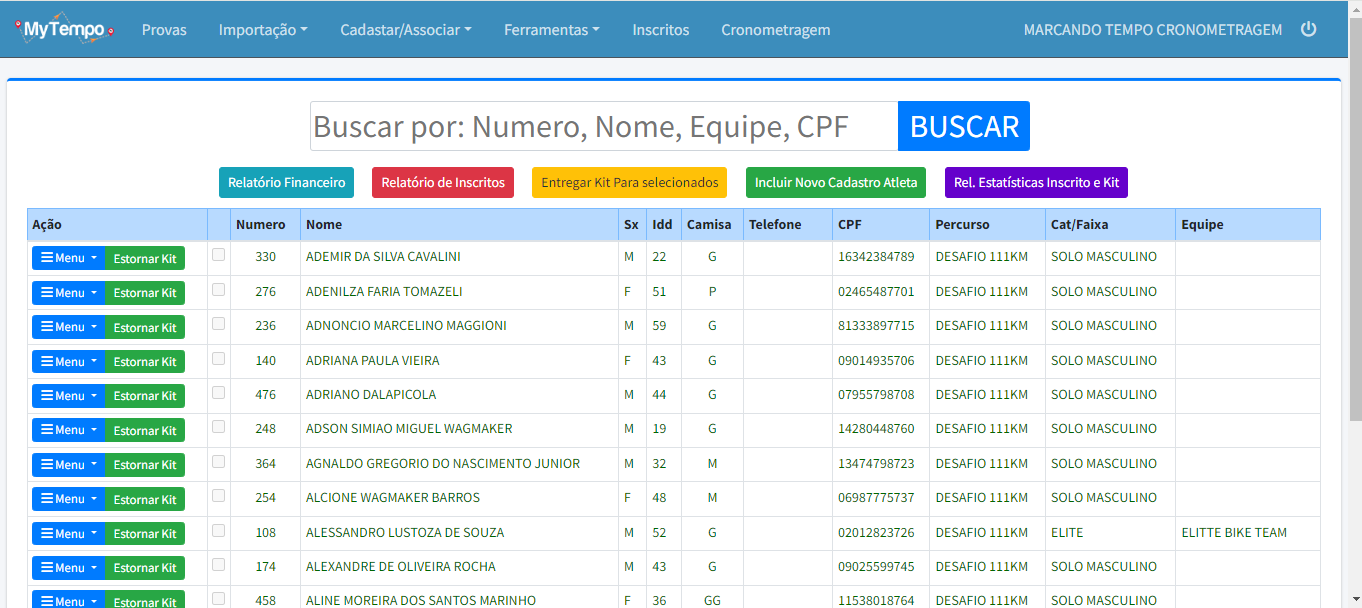 MyTempo Provas Importação Cadastar/Associar Ferramentas Inscritos Cronometragem MARCANDO TEMPO CRONOMETRAGEM
Buscar por: Numero, Nome, Equipe, CPF BUSCAR
Relatório Financeiro Relatório de Inscritos Entregar Kit Para selecionados Incluir Novo Cadastro Atleta Rel. Estatísticas Inscrito e Kit
Ação Numero Nome Sx Idd Camisa Telefone CPF Percurso Cat/Faixa Equipe
Menu Estornar Kit 330 ADEMIR DA SILVA CAVALINI M 22 G 16342384789 DESAFIO 111KM SOLO MASCULINO
Menu Estornar Kit 276 ADENILZA FARIA TOMAZELI F 51 P 02465487701 DESAFIO 111KM SOLO MASCULINO
Menu Estornar Kit 236 ADNONCIO MARCELINO MAGGIONI M 59 G 81333897715 DESAFIO 111KM SOLO MASCULINO
Menu Estornar Kit 140 ADRIANA PAULA VIEIRA F 43 G 09014935706 DESAFIO 111KM SOLO MASCULINO
Menu Estornar Kit 476 ADRIANO DALAPICOLA M 44 G 07955798708 DESAFIO 111KM SOLO MASCULINO
Menu Estornar Kit 248 ADSON SIMIAO MIGUEL WAGMAKER M 19 G 14280448760 DESAFIO 111KM SOLO MASCULINO
Menu Estornar Kit 364 AGNALDO GREGORIO DO NASCIMENTO JUNIOR M 32 M 13474798723 DESAFIO 111KM SOLO MASCULINO
Menu Estornar Kit 254 ALCIONE WAGMAKER BARROS F 48 M 06987775737 DESAFIO 111KM SOLO MASCULINO
Menu Estornar Kit 108 ALESSANDRO LUSTOZA DE SOUZA M 52 G 02012823726 DESAFIO 111KM ELITE ELITTE BIKE TEAM
Menu Estornar Kit 174 ALEXANDRE DE OLIVEIRA ROCHA M 43 G 09025599745 DESAFIO 111KM SOLO MASCULINO
Menu Estornar Kit 458 ALINE MOREIRA DOS SANTOS MARINHO F 36 GG 11538018764 DESAFIO 111KM SOLO MASCULINO